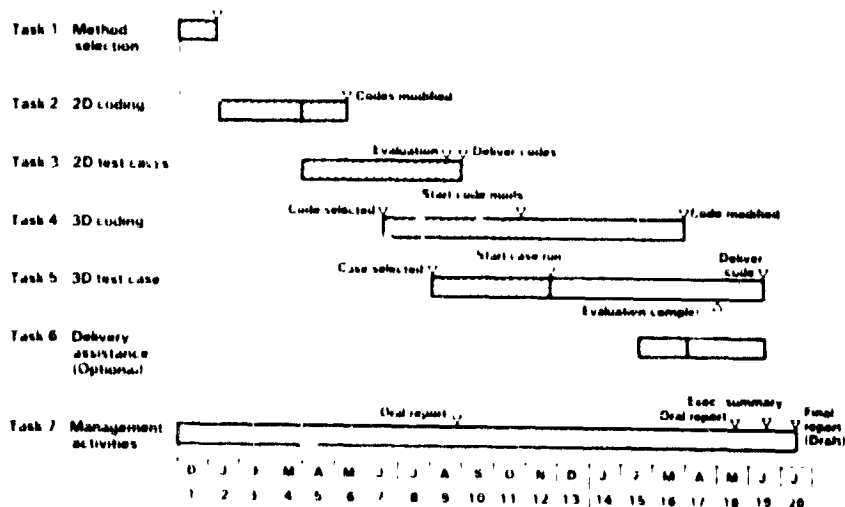 Task 1 Method
selection
Task 2 2D coding
Codes modified
Task 3 2D test cases
Evaluation
Deliver codes
Start code mods
Task 4 3D coding
Code selected
Code modified
Start case run
Deliver
code
Task 5 3D test case
Case selected
Evaluation complet
Task 6 Delivery
assistance
(Optional)
Exec. summary
Oral report
Oral report
Final
report
(Draft)
Task 7 Management
activities
D J F M A M J J A S O N D J F M A M J J
1 2 3 4 5 6 7 8 9 10 11 12 13 14 15 16 17 18 19 20